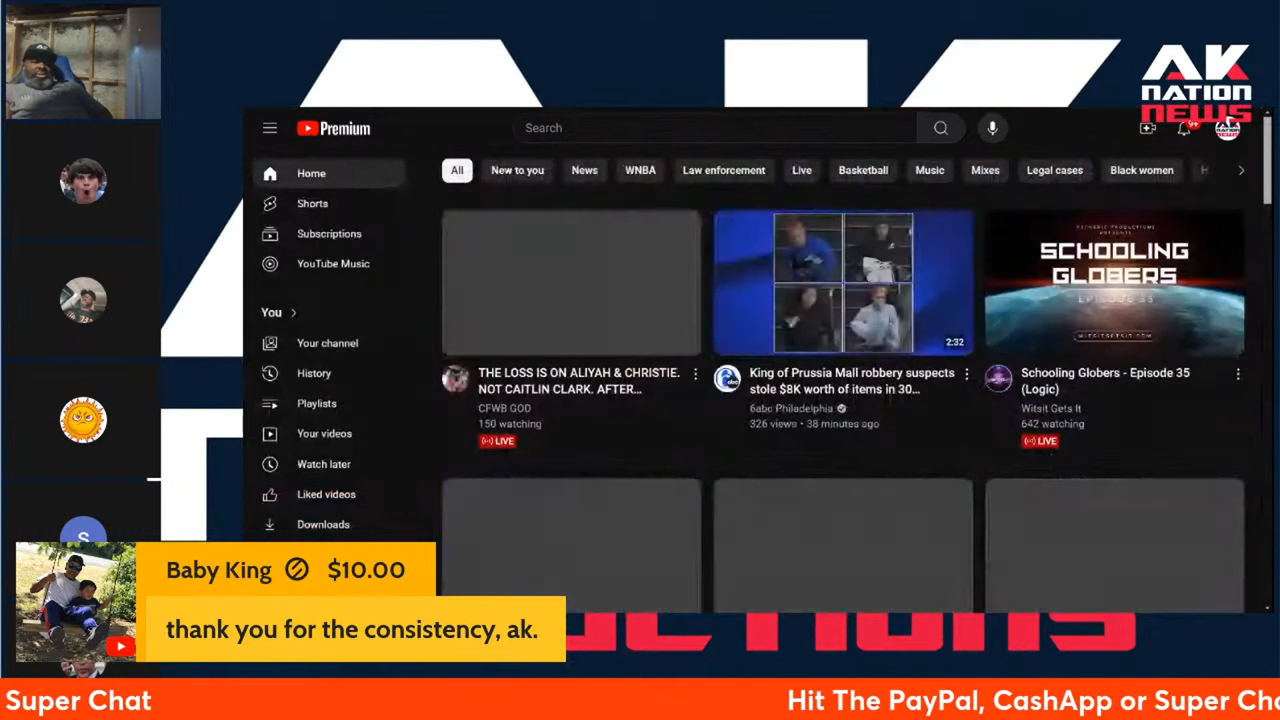 AK
NATION
NEWS
Premium
Search
9+
Home
Shorts
Subscriptions
YouTube Music
You
Your channel
History
Playlists
Your videos
Watch later
Liked videos
Downloads
All
New to you
News
WNBA
Law enforcement
Live
Basketball
Music
Mixes
Legal cases
Black women
H
SCHOOLING
GLOBERS
EPISODE 35
2:32
THE LOSS IS ON ALIYAH & CHRISTIE.
NOT CAITLIN CLARK. AFTER...
CFWB GOD
150 watching
LIVE
King of Prussia Mall robbery suspects
stole $8K worth of items in 30...
6abc Philadelphia
326 views • 38 minutes ago
Schooling Globers - Episode 35
(Logic)
Witsit Gets It
642 watching
LIVE
S
Baby King $10.00
thank you for the consistency, ak.
Super Chat
Hit The PayPal, CashApp or Super Cha